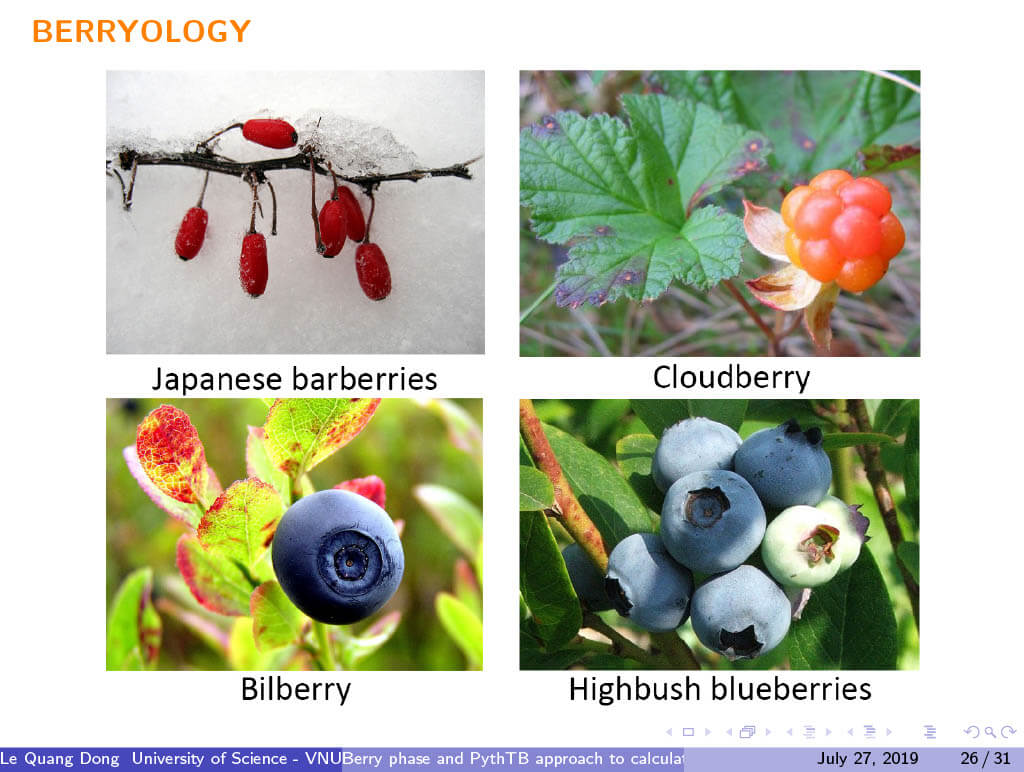 BERRYOLOGY
Japanese barberries
Cloudberry
Bilberry
Highbush blueberries
Le Quang Dong University of Science - VNU
Berry phase and PythTB approach to
July 27, 2019
26 / 31